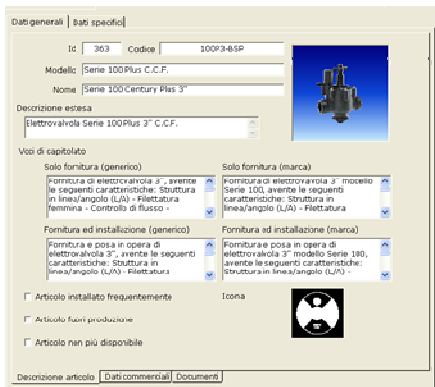 Dati generali Dati specifici
Id 363 Codice 100P3-BSP
Modello Serie 100 Plus C.C.F.
Nome Serie 100 Century Plus 3"
Descrizione estesa
Elettrovalvola Serie 100 Plus 3" C.C.F.
Voci di capitolato
Solo fornitura (generico) Solo fornitura (marca)
Fornitura di elettrovalvola 3", avente
le seguenti caratteristiche: Struttura
in linea/angolo (L/A) - Filettatura
femmina - Controllo di flusso -
Fornitura di elettrovalvola 3" modello
Serie 100, avente le seguenti
caratteristiche: Struttura in
linea/angolo (L/A) - Filettatura
Fornitura ed installazione (generico) Fornitura ed installazione (marca)
Fornitura e posa in opera di
elettrovalvola 3", avente le seguenti
caratteristiche: Struttura in
linea/angolo (L/A) - Filettatura
Fornitura e posa in opera di
elettrovalvola 3" modello Serie 100,
avente le seguenti caratteristiche:
Struttura in linea/angolo (L/A) -
Articolo installato frequentemente Icona
Articolo fuori produzione
Articolo non più disponibile
Descrizione articolo Dati commerciali Documenti